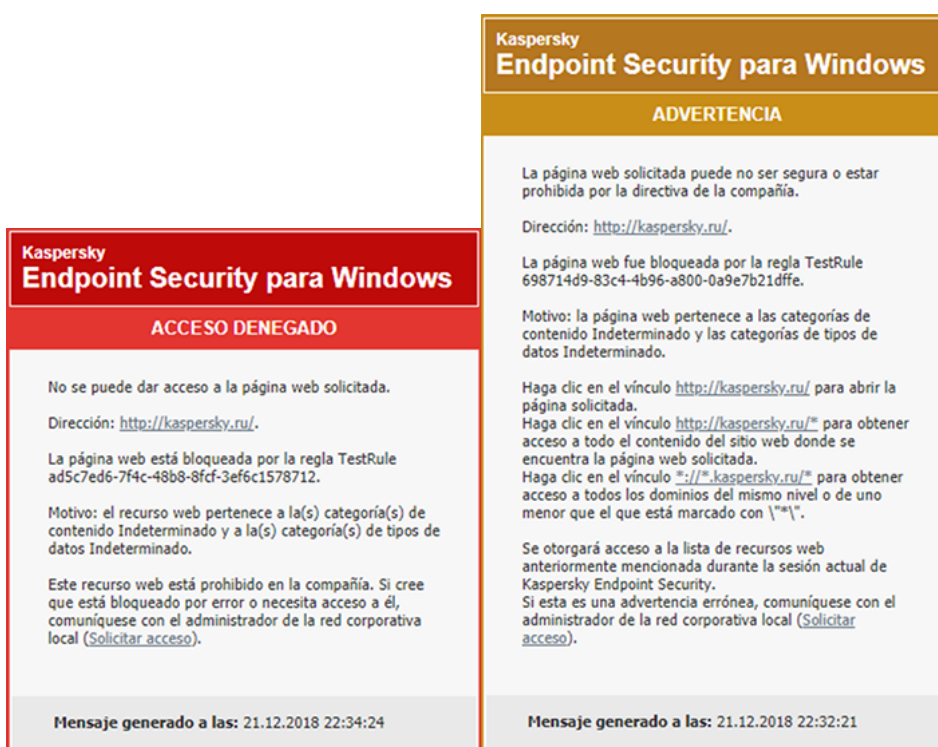 Kaspersky
Endpoint Security para Windows
ACCESO DENEGADO
No se puede dar acceso a la página web solicitada.
Dirección: http://kaspersky.ru/.
La página web está bloqueada por la regla TestRule
ad5c7ed6-7f4c-48b8-8fcf-3ef6c1578712.
Motivo: el recurso web pertenece a la(s) categoría(s) de
contenido Indeterminado y a la(s) categoría(s) de tipos de
datos Indeterminado.
Este recurso web está prohibido en la compañía. Si cree
que está bloqueado por error o necesita acceso a él,
comuníquese con el administrador de la red corporativa
local (Solicitar acceso).
Mensaje generado a las: 21.12.2018 22:34:24
Kaspersky
Endpoint Security para Windows
ADVERTENCIA
La página web solicitada puede no ser segura o estar
prohibida por la directiva de la compañía.
Dirección: http://kaspersky.ru/.
La página web fue bloqueada por la regla TestRule
698714d9-83c4-4b96-a800-0a9e7b21dffe.
Motivo: la página web pertenece a las categorías de
contenido Indeterminado y las categorías de tipos de
datos Indeterminado.
Haga clic en el vínculo http://kaspersky.ru/ para abrir la
página solicitada.
Haga clic en el vínculo http://kaspersky.ru/* para obtener
acceso a todo el contenido del sitio web donde se
encuentra la página web solicitada.
Haga clic en el vínculo *://*.kaspersky.ru/* para obtener
acceso a todos los dominios del mismo nivel o de uno
menor que el que está marcado con \"*\".
Se otorgará acceso a la lista de recursos web
anteriormente mencionada durante la sesión actual de
Kaspersky Endpoint Security.
Si esta es una advertencia errónea, comuníquese con el
administrador de la red corporativa local (Solicitar
acceso).
Mensaje generado a las: 21.12.2018 22:32:21